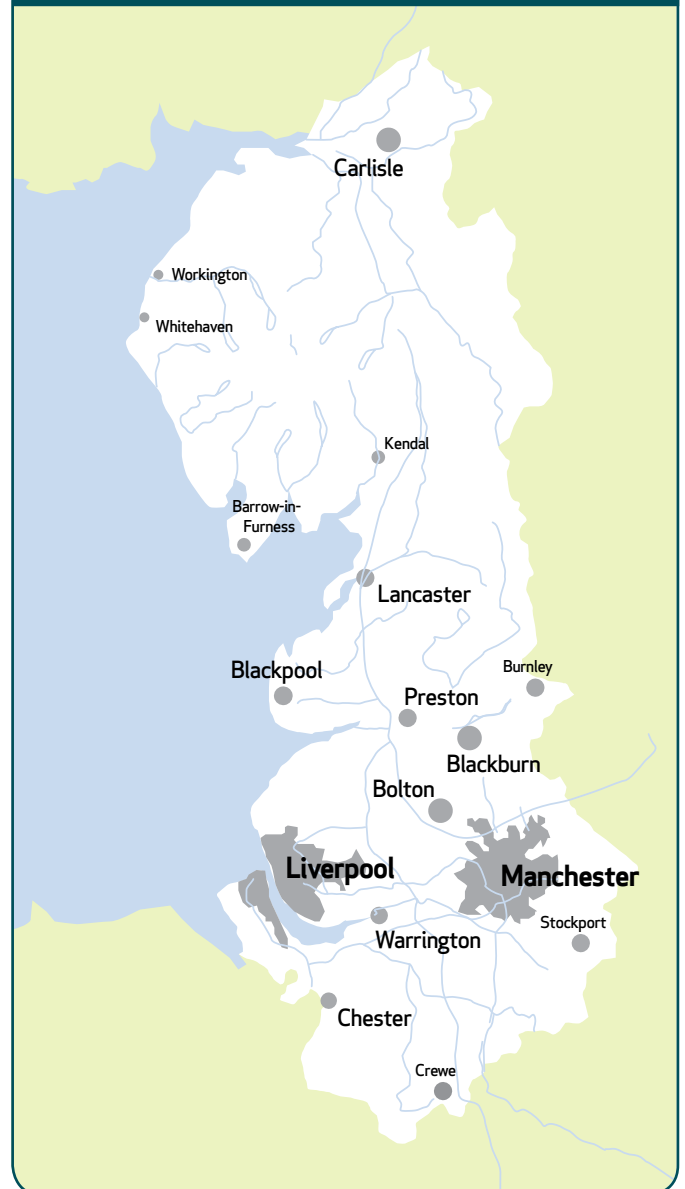 Carlisle
Workington
Whitehaven
Kendal
Barrow-in-
Furness
Lancaster
Blackpool
Burnley
Preston
Blackburn
Bolton
Liverpool
Manchester
Stockport
Warrington
Chester
Crewe